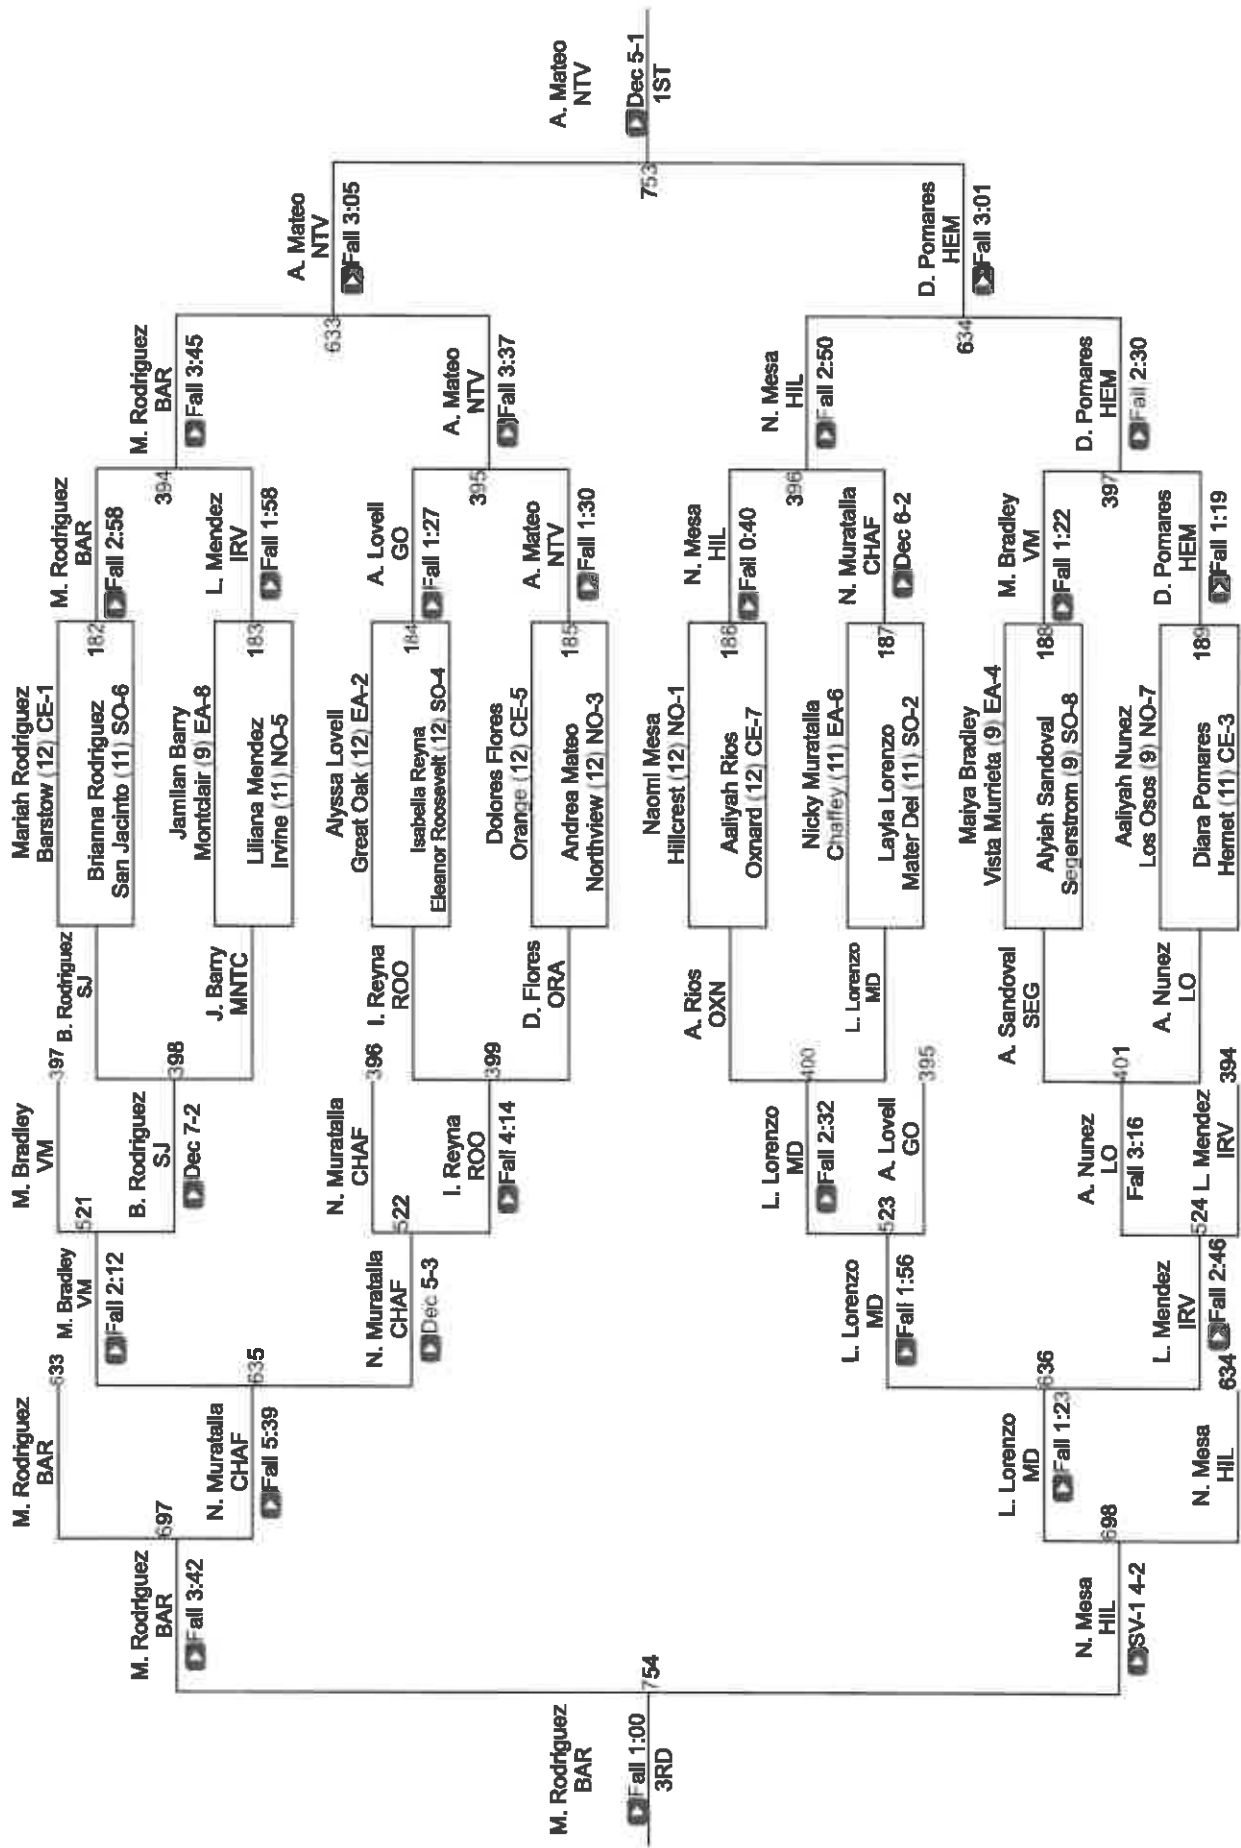 Mariah Rodriguez
Barstow (12) CE-1
182
Brianna Rodriguez
San Jacinto (11) SO-6
Jamilan Barry
Montclair (9) EA-8
183
Liliana Mendez
Irvine (11) NO-5
Alyssa Lovell
Great Oak (12) EA-2
184
Isabella Reyna
Eleanor Roosevelt (12) SO-4
Dolores Flores
Orange (12) CE-5
185
Andrea Mateo
Northview (12) NO-3
Naomi Mesa
Hillcrest (12) NO-1
186
Aaliyah Rios
Oxnard (12) CE-7
Nicky Muratalla
Chaffey (11) EA-6
187
Layla Lorenzo
Mater Dei (11) SO-2
Maiya Bradley
Vista Murrieta (9) EA-4
188
Alyiah Sandoval
Segerstrom (9) SO-8
Aaliyah Nunez
Los Osos (9) NO-7
189
Diara Pomares
Hemet (11) CE-3
M. Rodriguez
BAR
Fall 2:58
394
L. Mendez
IRV
Fall 1:58
A. Lovell
GO
Fall 1:27
395
A. Mateo
NTV
Fall 1:30
N. Mesa
HIL
Fall 0:40
396
N. Muratalla
CHAF
Dec 6-2
M. Bradley
VM
Fall 1:22
397
D. Pomares
HEM
Fall 1:19
M. Rodriguez
BAR
Fall 3:45
633
A. Mateo
NTV
Fall 3:37
N. Mesa
HIL
Fall 2:50
634
D. Pomares
HEM
Fall 2:30
A. Mateo
NTV
Fall 3:05
753
D. Pomares
HEM
Fall 3:01
A. Mateo
NTV
Dec 5-1
1ST
B. Rodriguez
SJ
398
J. Barry
MNTC
I. Reyna
ROO
399
D. Flores
ORA
A. Rios
OXN
400
L. Lorenzo
MD
A. Sandoval
SEG
401
A. Nunez
LO
M. Bradley
VM
397
521
B. Rodriguez
SJ
Dec 7-2
N. Muratalla
CHAF
396
522
I. Reyna
ROO
Fall 4:14
L. Lorenzo
MD
Fall 2:32
523
A. Lovell
GO
395
A. Nunez
LO
Fall 3:16
524
L. Mendez
IRV
394
M. Bradley
VM
Fall 2:12
635
N. Muratalla
CHAF
Dec 5-3
L. Lorenzo
MD
Fall 1:56
636
L. Mendez
IRV
Fall 2:46
M. Rodriguez
BAR
633
697
N. Muratalla
CHAF
Fall 5:39
L. Lorenzo
MD
Fall 1:23
698
N. Mesa
HIL
634
M. Rodriguez
BAR
Fall 3:42
754
N. Mesa
HIL
SV-1 4-2
M. Rodriguez
BAR
Fall 1:00
3RD